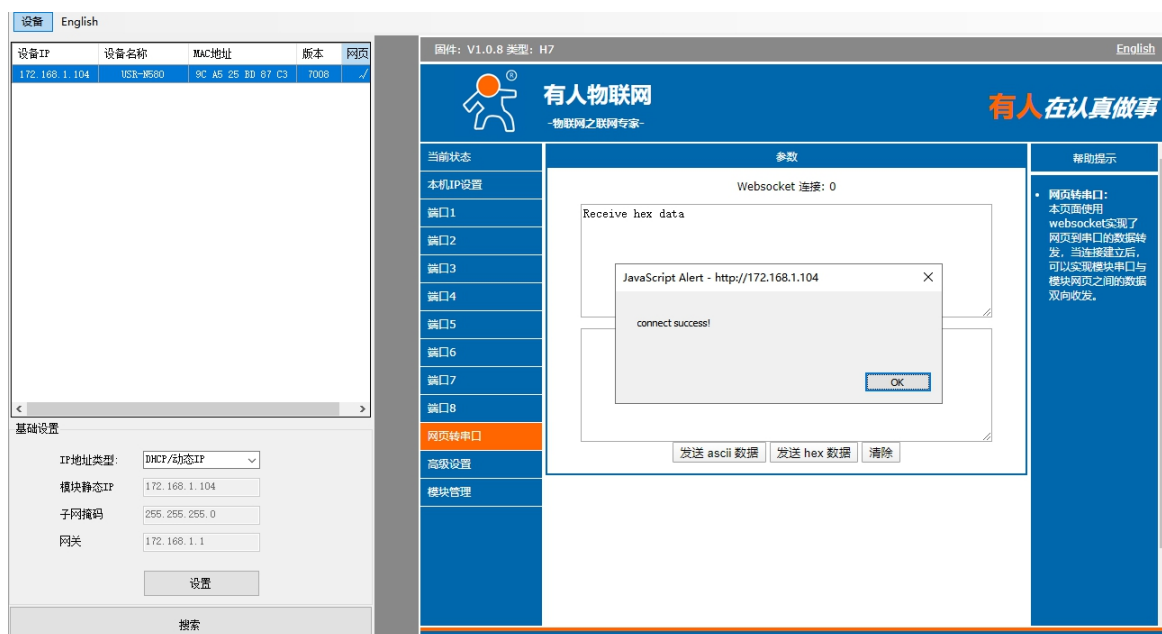 设备 English
设备IP 设备名称 MAC地址 版本 网页
172.168.1.104 USR-N580 9C A5 25 BD 87 C3 7008 √
基础设置
IP地址类型: DHCP/动态IP
模块静态IP 172.168.1.104
子网掩码 255.255.255.0
网关 172.168.1.1
设置
搜索
固件: V1.0.8 类型: H7 English
®
有人物联网
-物联网之联网专家-
有人在认真做事
当前状态
本机IP设置
端口1
端口2
端口3
端口4
端口5
端口6
端口7
端口8
网页转串口
高级设置
模块管理
参数
Websocket 连接: 0
Receive hex data
JavaScript Alert - http://172.168.1.104
connect success!
OK
发送 ascii 数据 发送 hex 数据 清除
帮助提示
• 网页转串口:
本页面使用
websocket实现了
网页到串口的数据转
发，当连接建立后，
可以实现模块串口与
模块网页之间的数据
双向收发。